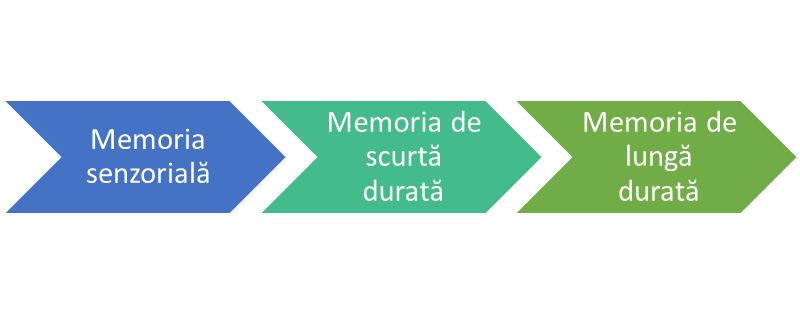 Memoria
senzorială
Memoria de
scurtă
durată
Memoria de
lungă
durată